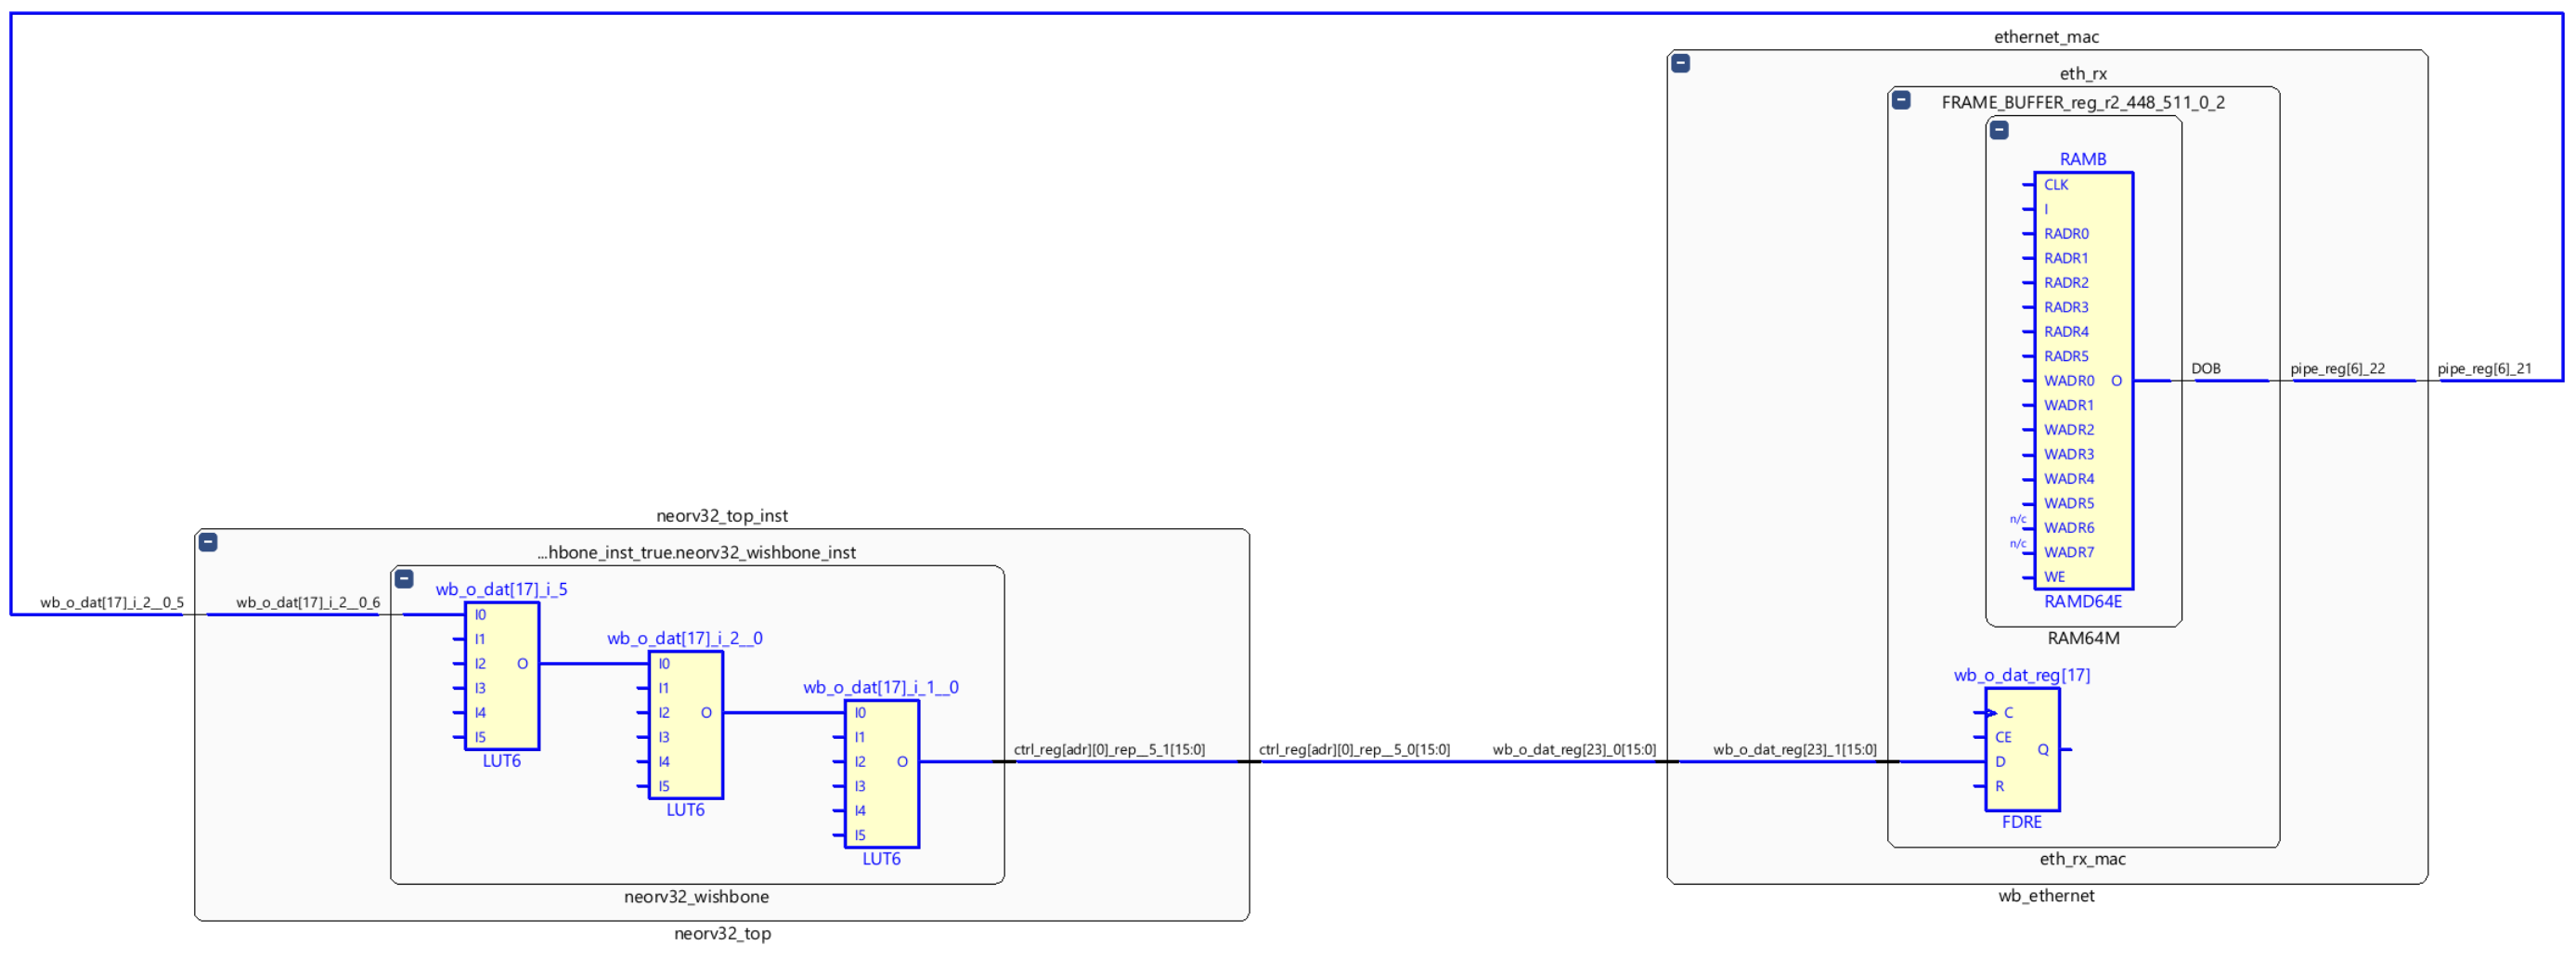 ethernet_mac
eth_rx
FRAME_BUFFER_reg_r2_448_511_0_2
RAMB
CLK
I
RADR0
RADR1
RADR2
RADR3
RADR4
RADR5
WADR0 O
WADR1
WADR2
WADR3
WADR4
WADR5
n/c WADR6
n/c WADR7
WE
RAMD64E
RAM64M
DOB
pipe_reg[6]_22
pipe_reg[6]_21
neorv32_top_inst
...hbone_inst_true.neorv32_wishbone_inst
wb_o_dat[17]_i_2__0_5
wb_o_dat[17]_i_2__0_6
wb_o_dat[17]_i_5
I0
I1
I2 O
I3
I4
I5
LUT6
wb_o_dat[17]_i_2__0
I0
I1
I2 O
I3
I4
I5
LUT6
wb_o_dat[17]_i_1__0
I0
I1
I2 O
I3
I4
I5
LUT6
ctrl_reg[adr][0]_rep__5_1[15:0]
ctrl_reg[adr][0]_rep__5_0[15:0]
wb_o_dat_reg[23]_0[15:0]
wb_o_dat_reg[23]_1[15:0]
wb_o_dat_reg[17]
C
CE
Q
D
R
FDRE
eth_rx_mac
wb_ethernet
neorv32_wishbone
neorv32_top